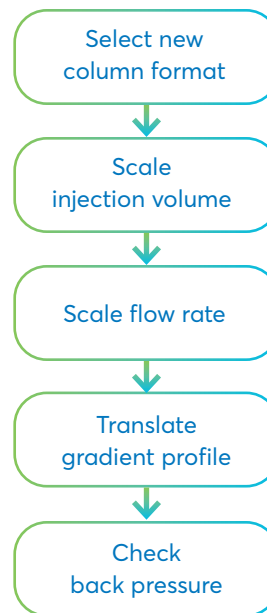 Select new
column format
Scale
injection volume
Scale flow rate
Translate
gradient profile
Check
back pressure